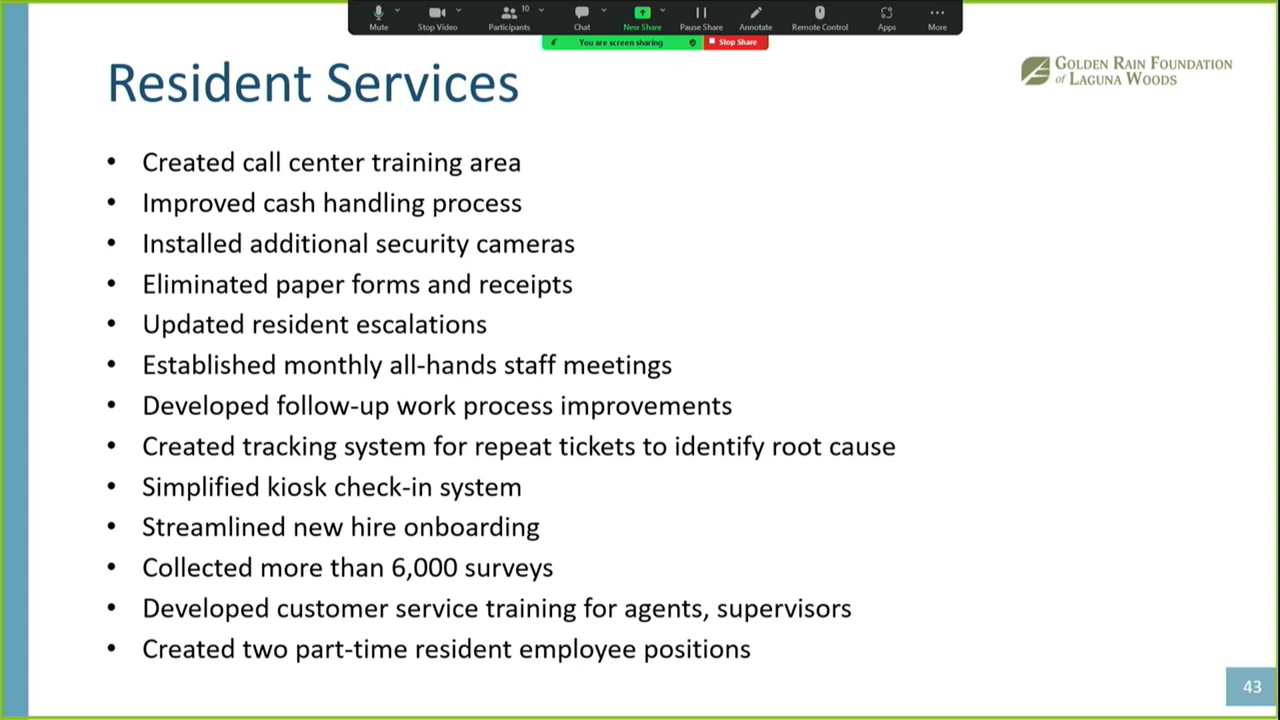 Mute
Stop Video
Participants
10
Chat
New Share
Pause Share
Annotate
Remote Control
Apps
More
You are screen sharing
Stop Share
Resident Services
GOLDEN RAIN FOUNDATION
of LAGUNA WOODS
• Created call center training area
• Improved cash handling process
• Installed additional security cameras
• Eliminated paper forms and receipts
• Updated resident escalations
• Established monthly all-hands staff meetings
• Developed follow-up work process improvements
• Created tracking system for repeat tickets to identify root cause
• Simplified kiosk check-in system
• Streamlined new hire onboarding
• Collected more than 6,000 surveys
• Developed customer service training for agents, supervisors
• Created two part-time resident employee positions
43